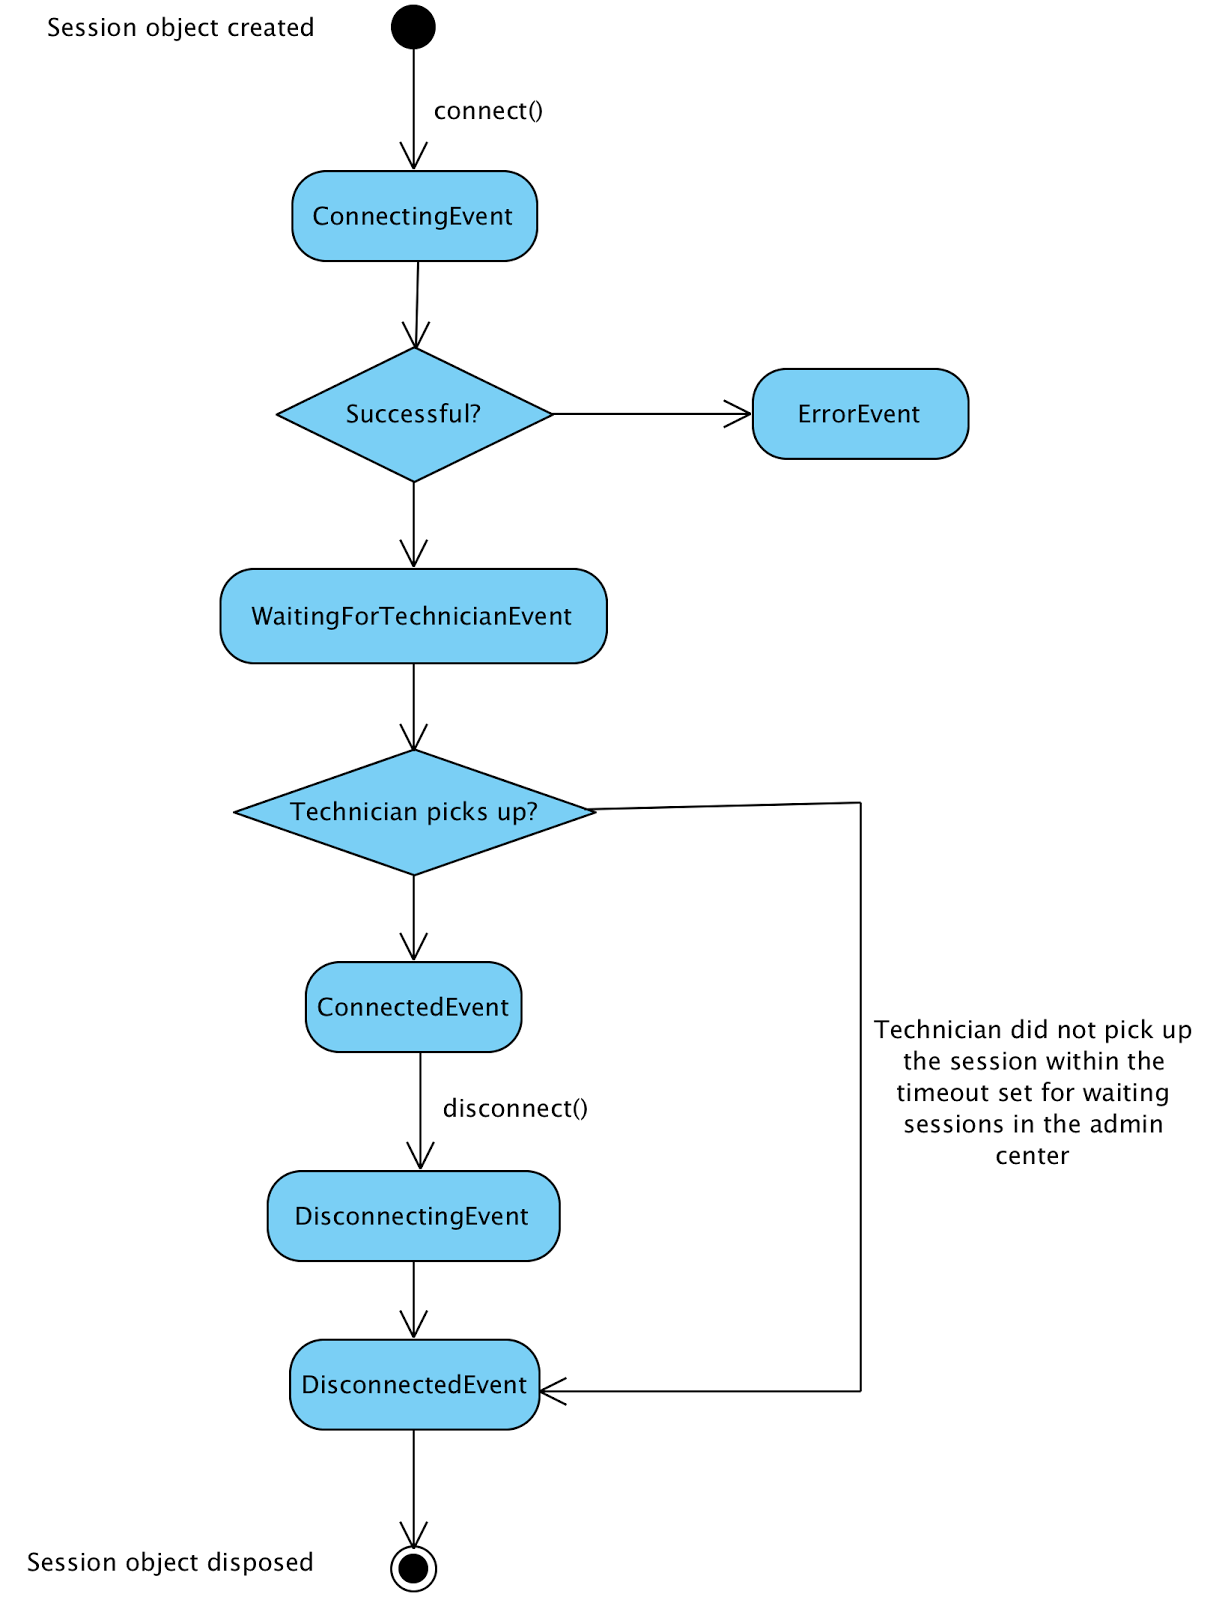 Session object created
connect()
ConnectingEvent
Successful?
ErrorEvent
WaitingForTechnicianEvent
Technician picks up?
ConnectedEvent
Technician did not pick up
the session within the
timeout set for waiting
sessions in the admin
center
disconnect()
DisconnectingEvent
DisconnectedEvent
Session object disposed